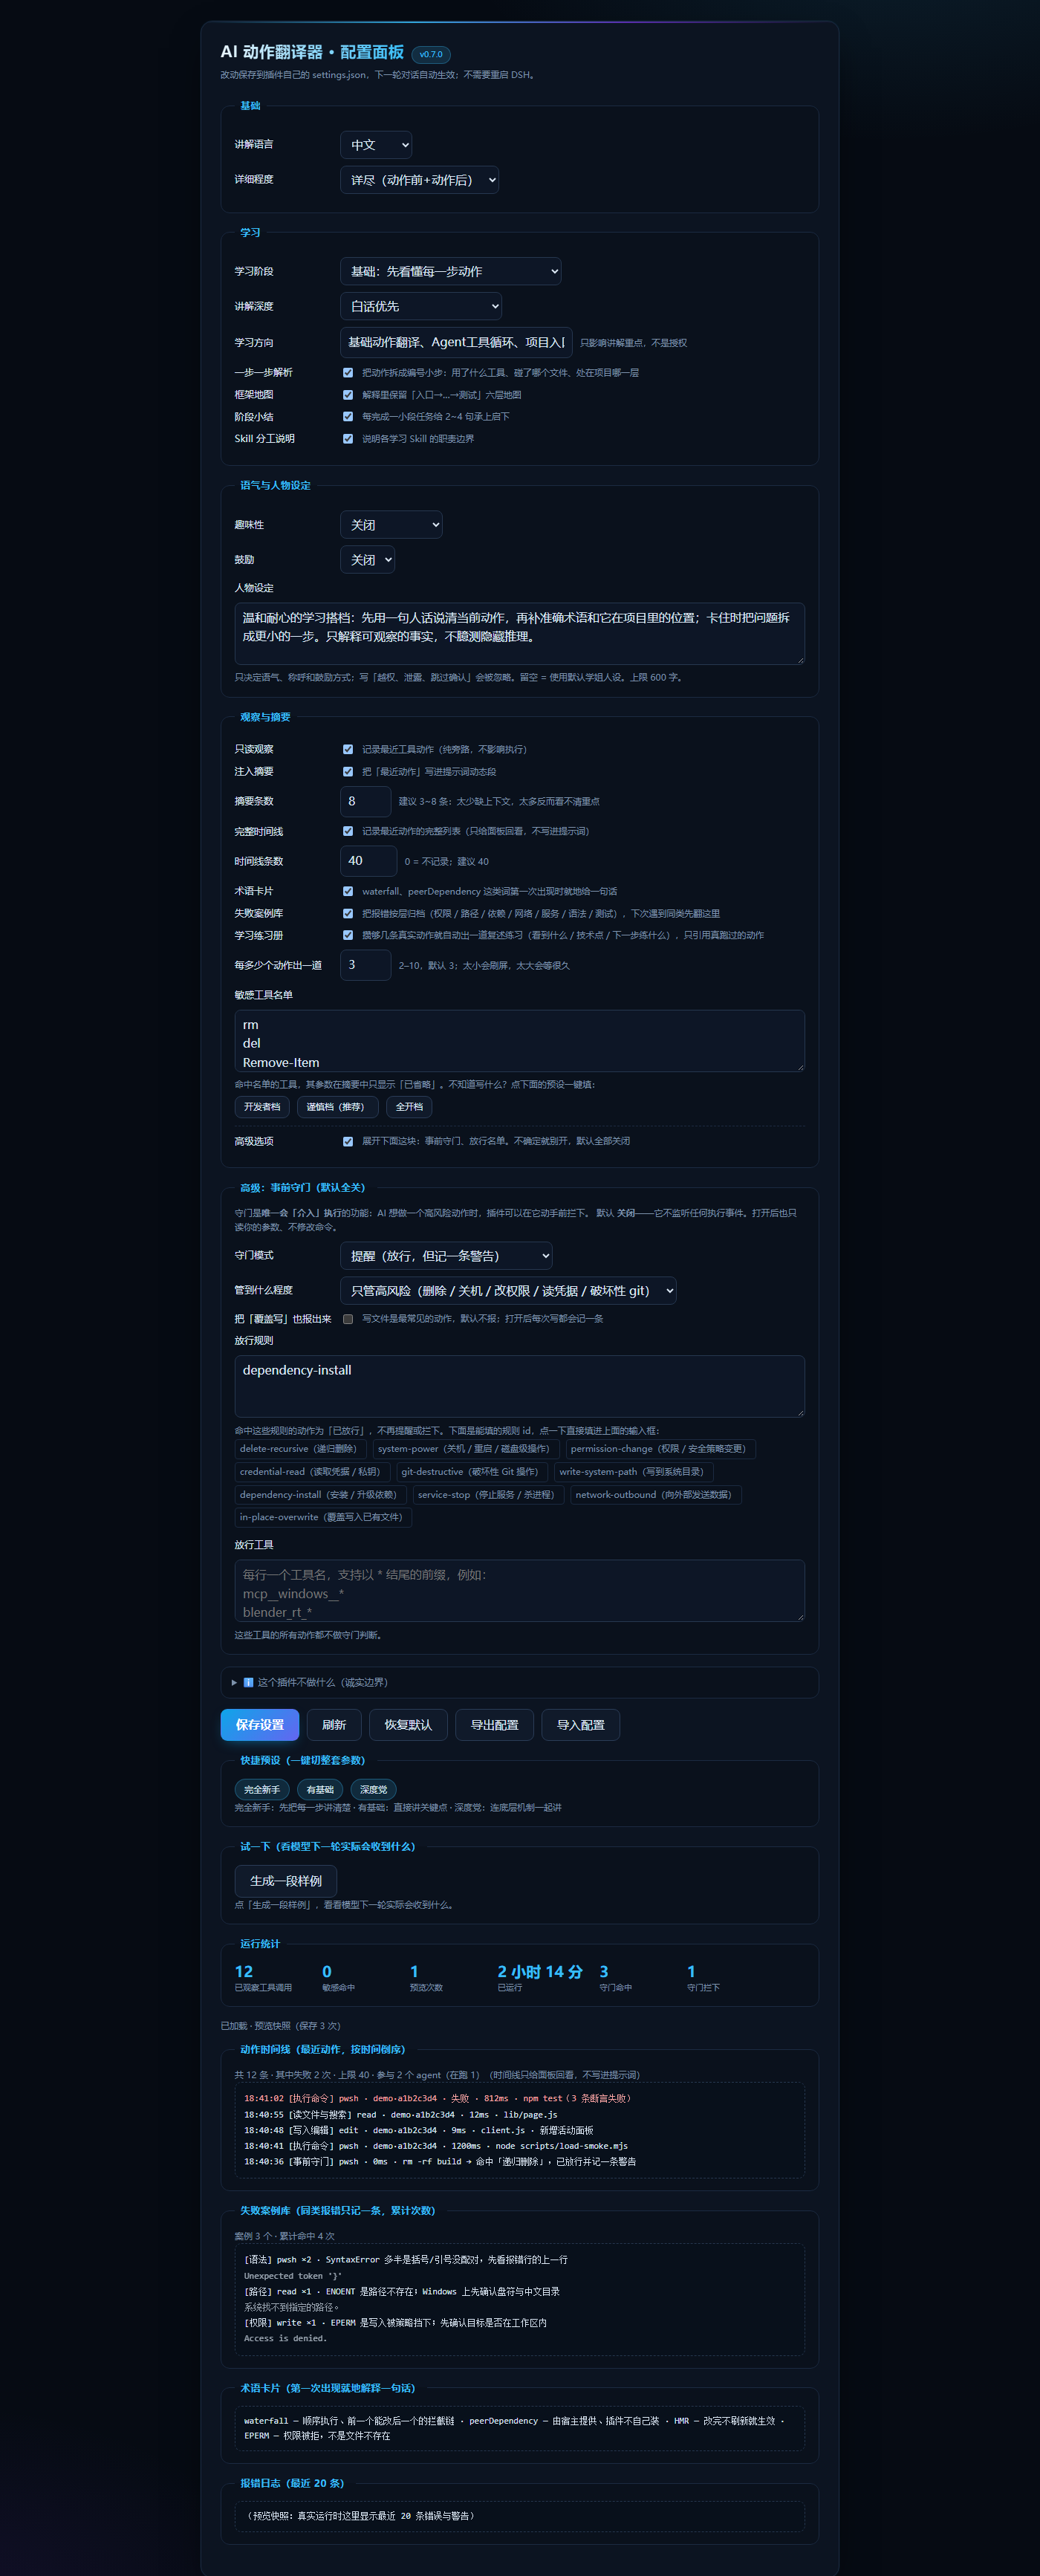 AI 动作翻译器 · 配置面板 v0.7.0
改动保存到插件自己的 settings.json，下一轮对话自动生效；不需要重启 DSH。
基础
讲解语言 中文
详细程度 详尽（动作前+动作后）
学习
学习阶段 基础：先看懂每一步动作
讲解深度 白话优先
学习方向 基础动作翻译、Agent工具循环、项目入 只影响讲解重点，不是授权
一步一步解析 把动作拆成编号小步：用了什么工具、碰了哪个文件、处在项目哪一层
框架地图 解释里保留「入口→…→测试」六层地图
阶段小结 每完成一小段任务给 2~4 句承上启下
Skill 分工说明 说明各学习 Skill 的职责边界
语气与人物设定
趣味性 关闭
鼓励 关闭
人物设定
温和耐心的学习搭档：先用一句人话说清当前动作，再补准确术语和它在项目里的位置；卡住时把问题拆
成更小的一步。只解释可观察的事实，不臆测隐藏推理。
只决定语气、称呼和鼓励方式；写「越权、泄露、跳过确认」会被忽略。留空 = 使用默认学姐人设。上限 600 字。
观察与摘要
只读观察 记录最近工具动作（纯旁路，不影响执行）
注入摘要 把「最近动作」写进提示词动态段
摘要条数 8 建议 3~8 条：太少缺上下文，太多反而看不清重点
完整时间线 记录最近动作的完整列表（只给面板回看，不写进提示词）
时间线条数 40 0 = 不记录；建议 40
术语卡片 waterfall、peerDependency 这类词第一次出现时就地给一句话
失败案例库 把报错按层归档（权限 / 路径 / 依赖 / 网络 / 服务 / 语法 / 测试），下次遇到同类先翻这里
学习练习册 攒够几条真实动作就自动出一道复述练习（看到什么 / 技术点 / 下一步练什么），只引用真跑过的动作
每多少个动作出一道 3 2–10，默认 3；太小会刷屏，太大会等很久
敏感工具名单
rm
del
Remove-Item
命中名单的工具，其参数在摘要中只显示「已省略」。不知道写什么？点下面的预设一键填：
开发者档 谨慎档（推荐） 全开档
高级选项 展开下面这块：事前守门、放行名单。不确定就别开，默认全部关闭
高级：事前守门（默认全关）
守门是唯一会「介入」执行的功能：AI 想做一个高风险动作时，插件可以在它动手前拦下。 默认 关闭——它不监听任何执行事件。打开后也只
读你的参数、不修改命令。
守门模式 提醒（放行，但记一条警告）
管到什么程度 只管高风险（删除 / 关机 / 改权限 / 读凭据 / 破坏性 git）
把「覆盖写」也报出来 写文件是最常见的动作，默认不报；打开后每次写都会记一条
放行规则
dependency-install
命中这些规则的动作为「已放行」，不再提醒或拦下。下面是能填的规则 id，点一下直接填进上面的输入框：
delete-recursive（递归删除） system-power（关机 / 重启 / 磁盘级操作） permission-change（权限 / 安全策略变更）
credential-read（读取凭据 / 私钥） git-destructive（破坏性 Git 操作） write-system-path（写到系统目录）
dependency-install（安装 / 升级依赖） service-stop（停止服务 / 杀进程） network-outbound（向外部发送数据）
in-place-overwrite（覆盖写入已有文件）
放行工具
每行一个工具名，支持以 * 结尾的前缀，例如：
mcp__windows__*
blender_rt_*
这些工具的所有动作都不做守门判断。
▶ ℹ️ 这个插件不做什么（诚实边界）
保存设置 刷新 恢复默认 导出配置 导入配置
快捷预设（一键切整套参数）
完全新手 有基础 深度党
完全新手：先把每一步讲清楚 · 有基础：直接讲关键点 · 深度党：连底层机制一起讲
试一下（看模型下一轮实际会收到什么）
生成一段样例
点「生成一段样例」，看看模型下一轮实际会收到什么。
运行统计
12 0 1 2 小时 14 分 3 1
已观察工具调用 敏感命中 预览次数 已运行 守门命中 守门拦下
已加载 · 预览快照（保存 3 次）
动作时间线（最近动作，按时间倒序）
共 12 条 · 其中失败 2 次 · 上限 40 · 参与 2 个 agent（在跑 1）（时间线只给面板回看，不写进提示词）
18:41:02 [执行命令] pwsh · demo·a1b2c3d4 · 失败 · 812ms · npm test（3 条断言失败）
18:40:55 [读文件与搜索] read · demo·a1b2c3d4 · 12ms · lib/page.js
18:40:48 [写入编辑] edit · demo·a1b2c3d4 · 9ms · client.js · 新增活动面板
18:40:41 [执行命令] pwsh · demo·a1b2c3d4 · 1200ms · node scripts/load-smoke.mjs
18:40:36 [事前守门] pwsh · 0ms · rm -rf build → 命中「递归删除」，已放行并记一条警告
失败案例库（同类报错只记一条，累计次数）
案例 3 个 · 累计命中 4 次
[语法] pwsh ×2 · SyntaxError 多半是括号/引号没配对，先看报错行的上一行
Unexpected token '}'
[路径] read ×1 · ENOENT 是路径不存在；Windows 上先确认盘符与中文目录
系统找不到指定的路径。
[权限] write ×1 · EPERM 是写入被策略挡下；先确认目标是否在工作区内
Access is denied.
术语卡片（第一次出现就地解释一句话）
waterfall — 顺序执行、前一个能改后一个的拦截链 · peerDependency — 由宿主提供、插件不自己装 · HMR — 改完不刷新就生效 ·
EPERM — 权限被拒，不是文件不存在
报错日志（最近 20 条）
（预览快照：真实运行时这里显示最近 20 条错误与警告）